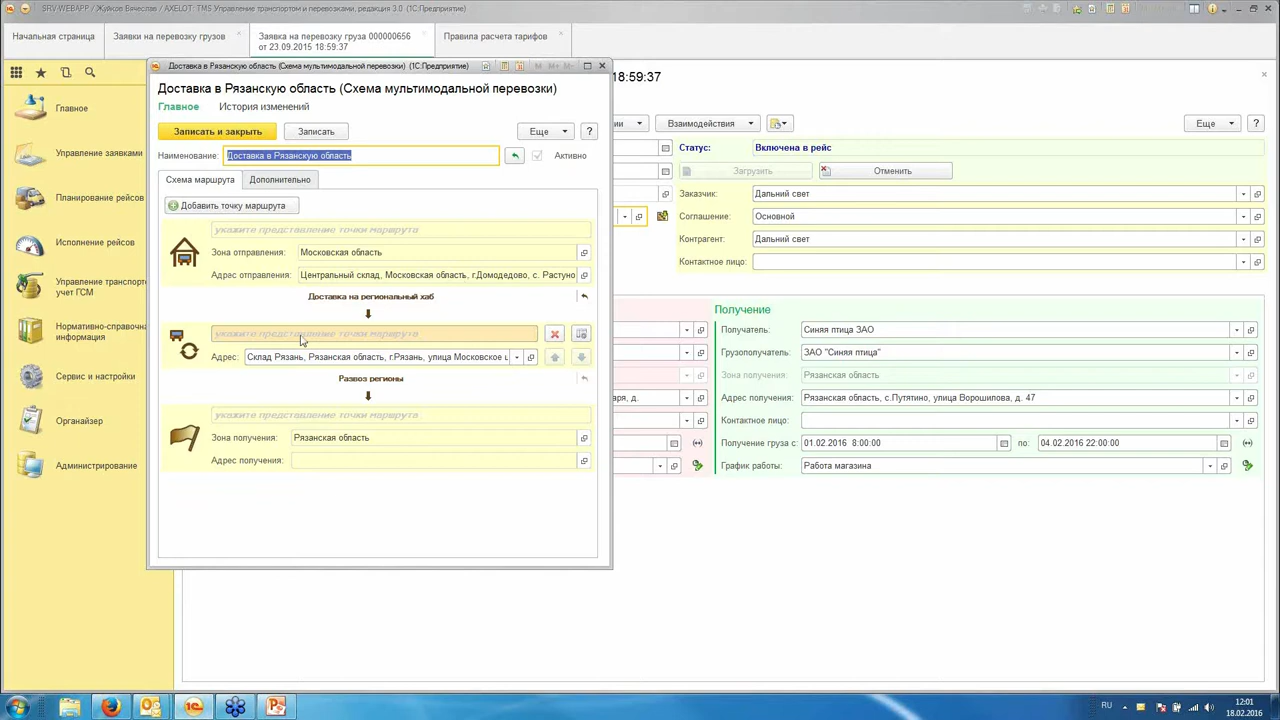 SRV-WEBAPP / Жуйков Вячеслав / AXELOT: TMS Управление транспортом и перевозками, редакция 3.0 (1С:Предприятие)
Начальная страница
Заявки на перевозку грузов
Заявка на перевозку груза 000000656
от 23.09.2015 18:59:37
Правила расчета тарифов
Доставка в Рязанскую область (Схема мультимодальной перевозки) (1С:Предприятие)
M M+ M-
18:59:37
Доставка в Рязанскую область (Схема мультимодальной перевозки)
Главное
История изменений
Записать и закрыть
Записать
Еще
?
Наименование:
Доставка в Рязанскую область
Активно
Схема маршрута
Дополнительно
Добавить точку маршрута
укажите представление точки маршрута
Зона отправления:
Московская область
Адрес отправления:
Центральный склад, Московская область, г.Домодедово, с. Растуно
Доставка на региональный хаб
укажите представление точки маршрута
Адрес:
Склад Рязань, Рязанская область, г.Рязань, улица Московское ш
Развоз регионы
укажите представление точки маршрута
Зона получения:
Рязанская область
Адрес получения:
Главное
Управление заявками
Планирование рейсов
Исполнение рейсов
Управление транспорт
учет ГСМ
Нормативно-справочна
информация
Сервис и настройки
Органайзер
Администрирование
Взаимодействия
Еще
?
Статус:
Включена в рейс
Загрузить
Отменить
Заказчик:
Дальний свет
Соглашение:
Основной
Контрагент:
Дальний свет
Контактное лицо:
Получение
Получатель:
Синяя птица ЗАО
Грузополучатель:
ЗАО "Синяя птица"
Зона получения:
Рязанская область
Адрес получения:
Рязанская область, с.Путятино, улица Ворошилова, д. 47
Контактное лицо:
Получение груза с:
01.02.2016 8:00:00
по:
04.02.2016 22:00:00
График работы:
Работа магазина
RU
12:01
18.02.2016